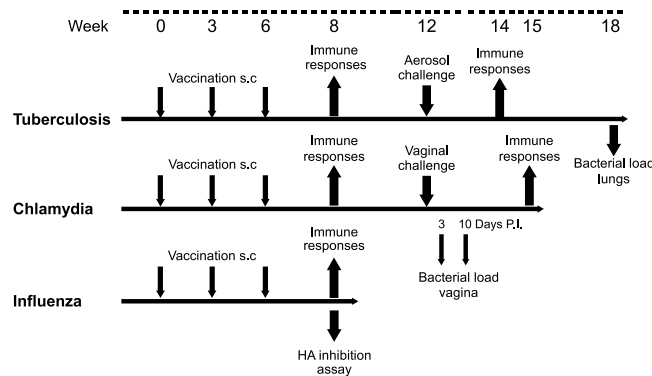 Week 0 3 6 8 12 14 15 18
Immune responses
Aerosol challenge
Immune responses
Vaccination s.c
Tuberculosis
Bacterial load lungs
Immune responses
Vaginal challenge
Immune responses
Vaccination s.c
Chlamydia
3 10 Days P.I.
Bacterial load vagina
Immune responses
Vaccination s.c
Influenza
HA inhibition assay